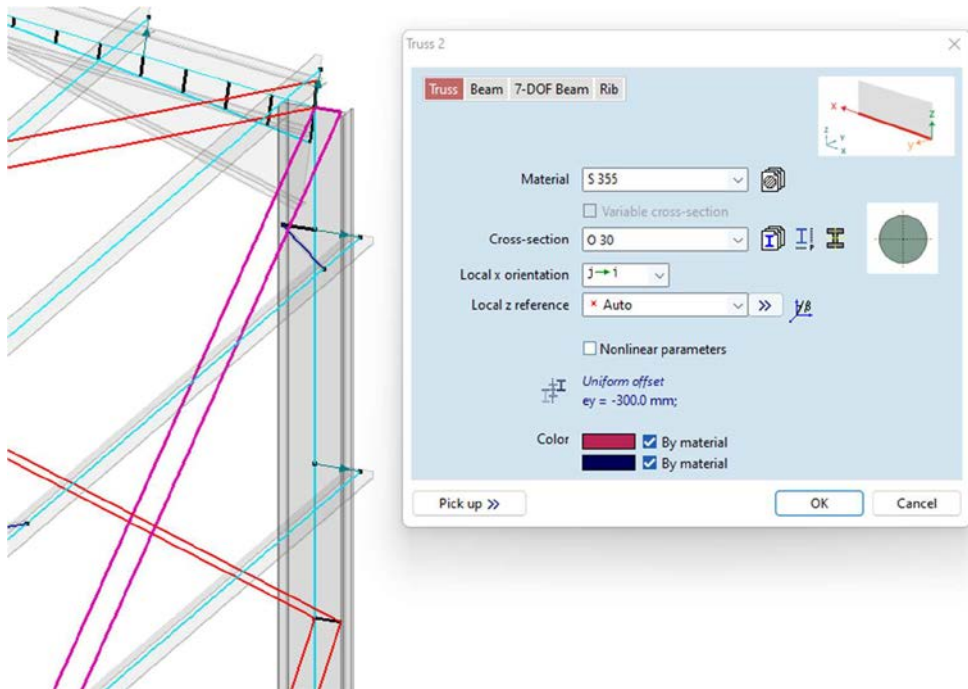 Truss 2
Truss Beam 7-DOF Beam Rib
x
z
y
z
y
x
Material S 355
Variable cross-section
Cross-section O 30
Local x orientation j→i
Local z reference × Auto
β
Nonlinear parameters
Uniform offset
ey = -300.0 mm;
Color By material
By material
Pick up >> OK Cancel